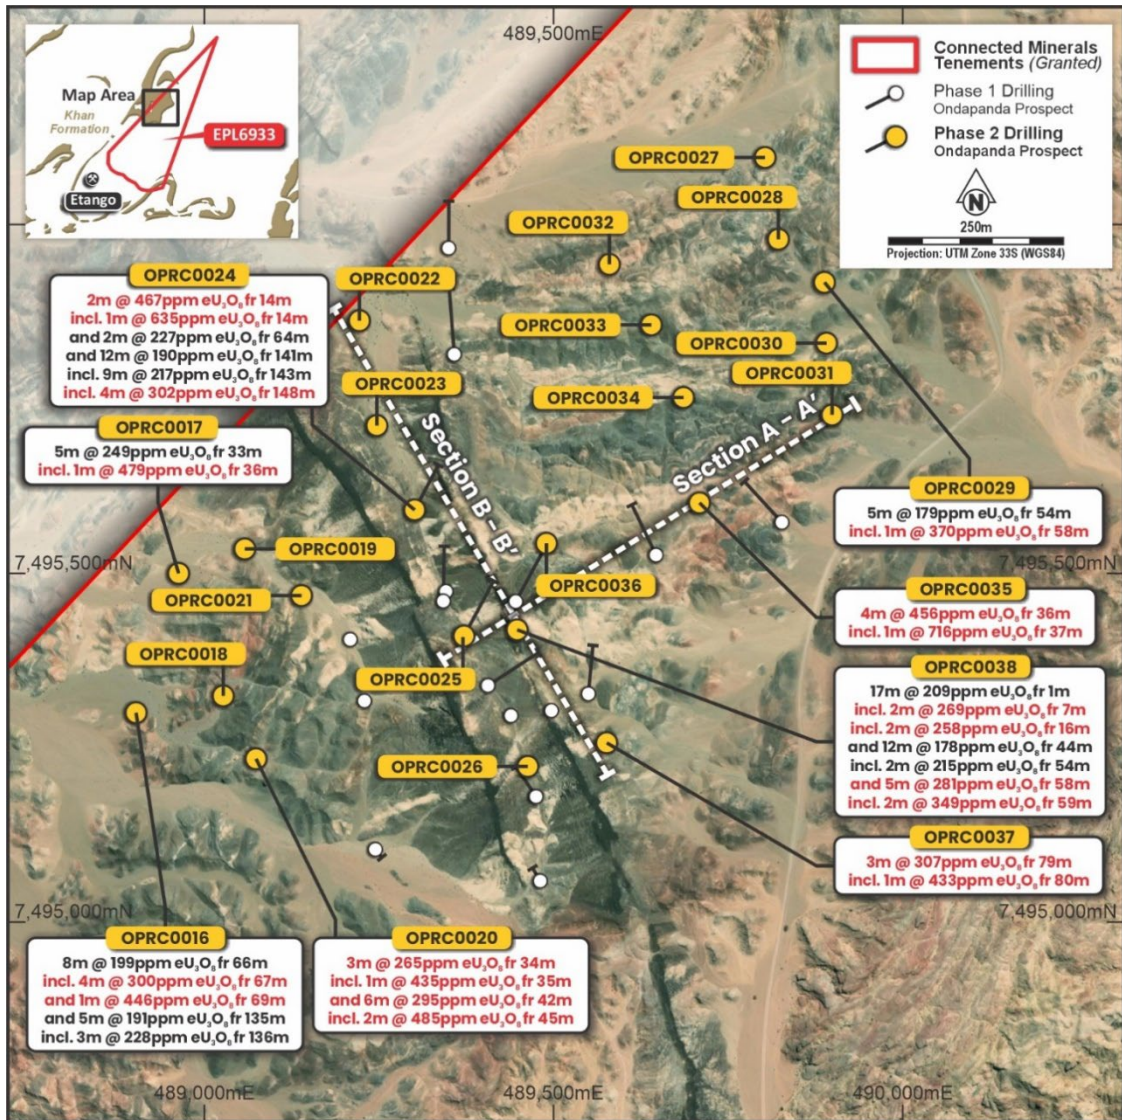 489,500mE
Map Area
Khan
Formation
EPL6933
Etango
Connected Minerals
Tenements (Granted)
Phase 1 Drilling
Ondapanda Prospect
Phase 2 Drilling
Ondapanda Prospect
N
250m
Projection: UTM Zone 33S (WGS84)
OPRC0027
OPRC0028
OPRC0032
OPRC0022
OPRC0033
OPRC0030
OPRC0031
OPRC0023
OPRC0034
OPRC0024
2m @ 467ppm eU₃O₈ fr 14m
incl. 1m @ 635ppm eU₃O₈ fr 14m
and 2m @ 227ppm eU₃O₈ fr 64m
and 12m @ 190ppm eU₃O₈ fr 141m
incl. 9m @ 217ppm eU₃O₈ fr 143m
incl. 4m @ 302ppm eU₃O₈ fr 148m
OPRC0017
5m @ 249ppm eU₃O₈ fr 33m
incl. 1m @ 479ppm eU₃O₈ fr 36m
Section B - B'
Section A - A'
OPRC0029
5m @ 179ppm eU₃O₈ fr 54m
incl. 1m @ 370ppm eU₃O₈ fr 58m
7,495,500mN
7,495,500mN
OPRC0019
OPRC0021
OPRC0036
OPRC0035
4m @ 456ppm eU₃O₈ fr 36m
incl. 1m @ 716ppm eU₃O₈ fr 37m
OPRC0018
OPRC0025
OPRC0038
17m @ 209ppm eU₃O₈ fr 1m
incl. 2m @ 269ppm eU₃O₈ fr 7m
incl. 2m @ 258ppm eU₃O₈ fr 16m
and 12m @ 178ppm eU₃O₈ fr 44m
incl. 2m @ 215ppm eU₃O₈ fr 54m
and 5m @ 281ppm eU₃O₈ fr 58m
incl. 2m @ 349ppm eU₃O₈ fr 59m
OPRC0026
OPRC0037
3m @ 307ppm eU₃O₈ fr 79m
incl. 1m @ 433ppm eU₃O₈ fr 80m
7,495,000mN
7,495,000mN
OPRC0016
8m @ 199ppm eU₃O₈ fr 66m
incl. 4m @ 300ppm eU₃O₈ fr 67m
and 1m @ 446ppm eU₃O₈ fr 69m
and 5m @ 191ppm eU₃O₈ fr 135m
incl. 3m @ 228ppm eU₃O₈ fr 136m
OPRC0020
3m @ 265ppm eU₃O₈ fr 34m
incl. 1m @ 435ppm eU₃O₈ fr 35m
and 6m @ 295ppm eU₃O₈ fr 42m
incl. 2m @ 485ppm eU₃O₈ fr 45m
489,000mE
489,500mE
490,000mE